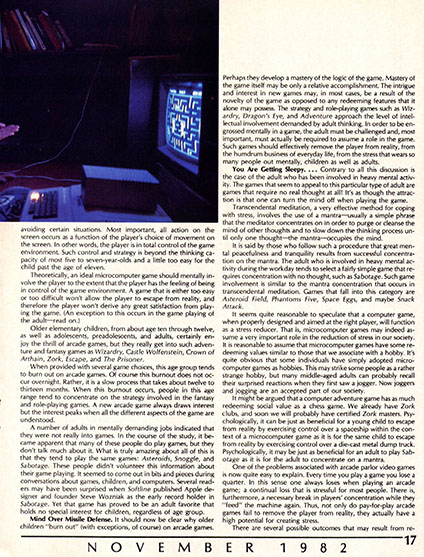 avoiding certain situations. Most important, all action on the
screen occurs as a function of the player's choice of movement on
the screen. In other words, the player is in total control of the game
environment. Such control and strategy is beyond the thinking ca-
pacity of most five to seven-year-olds and a little too easy for the
child past the age of eleven.
Theoretically, an ideal microcomputer game should mentally in-
volve the player to the extent that the player has the feeling of being
in control of the game environment. A game that is either too easy
or too difficult won't allow the player to escape from reality, and
therefore the player won't derive any great satisfaction from play-
ing the game. (An exception to this occurs in the game playing of
the adult—read on.)
Older elementary children, from about age ten through twelve,
as well as adolescents, preadolescents, and adults, certainly en-
joy the thrill of arcade games, but they really get into such adven-
ture and fantasy games as Wizardry, Castle Wolfenstein, Crown of
Arthain, Zork, Escape, and The Prisoner.
When provided with several game choices, this age group tends
to burn out on arcade games. Of course this burnout does not oc-
cur overnight. Rather, it is a slow process that takes about twelve to
thirteen months. When this burnout occurs, people in this age
range tend to concentrate on the strategy involved in the fantasy
and role-playing games. A new arcade game always draws interest
but the interest peaks when all the different aspects of the game are
understood.
A number of adults in mentally demanding jobs indicated that
they were not really into games. In the course of the study, it be-
came apparent that many of these people do play games, but they
don't talk much about it. What is truly amazing about all of this is
that they tend to play the same games: Asteroids, Snoggle, and
Sabotage. These people didn't volunteer this information about
their game playing. It seemed to come out in bits and pieces during
conversations about games, children, and computers. Several read-
ers may have been surprised when Softline published Apple de-
signer and founder Steve Wozniak as the early record holder in
Sabotage. Yet that game has proved to be an adult favorite that
holds no special interest for children, regardless of age group.
Mind Over Missile Defense. It should now be clear why older
children "burn out" (with exceptions, of course) on arcade games.
Perhaps they develop a mastery of the logic of the game. Mastery of
the game itself may be only a relative accomplishment. The intrigue
and interest in new games may, in most cases, be a result of the
novelty of the game as opposed to any redeeming features that it
alone may possess. The strategy and role-playing games such as Wiz-
ardry, Dragon's Eye, and Adventure approach the level of intel-
lectual involvement demanded by adult thinking. In order to be en-
grossed mentally in a game, the adult must be challenged and, most
important, must actually be required to assume a role in the game.
Such games should effectively remove the player from reality, from
the humdrum business of everyday life, from the stress that wears so
many people out mentally, children as well as adults.
You Are Getting Sleepy. . . . Contrary to all this discussion is
the case of the adult who has been involved in heavy mental activ-
ity. The games that seem to appeal to this particular type of adult are
games that require no real thought at all! It's as though the attrac-
tion is that one can turn the mind off when playing the game.
Transcendental meditation, a very effective method for coping
with stress, involves the use of a mantra—usually a simple phrase
that the meditator concentrates on in order to purge or cleanse the
mind of other thoughts and to slow down the thinking process un-
til only one thought—the mantra—occupies the mind.
It is said by those who follow such a procedure that great men-
tal peacefulness and tranquility results from successful concentra-
tion on the mantra. The adult who is involved in heavy mental ac-
tivity during the workday tends to select a fairly simple game that re-
quires concentration with no thought, such as Sabotage. Such game
involvement is similar to the mantra concentration that occurs in
transcendental meditation. Games that fall into this category are
Asteroid Field, Phantoms Five, Space Eggs, and maybe Snack
Attack.
It seems quite reasonable to speculate that a computer game,
when properly designed and aimed at the right player, will function
as a stress reducer. That is, microcomputer games may indeed as-
sume a very important role in the reduction of stress in our society.
It is reasonable to assume that microcomputer games have some re-
deeming values similar to those that we associate with a hobby. It's
quite obvious that some individuals have simply adopted micro-
computer games as hobbies. This may strike some people as a rather
strange hobby, but many middle-aged adults can probably recall
their surprised reactions when they first saw a jogger. Now joggers
and jogging are an accepted part of our society.
It might be argued that a computer adventure game has as much
redeeming social value as a chess game. We already have Zork
clubs, and soon we will probably have certified Zork masters. Psy-
chologically, it can be just as beneficial for a young child to escape
from reality by exercising control over a spaceship within the con-
text of a microcomputer game as it is for the same child to escape
from reality by exercising control over a die-cast metal dump truck.
Psychologically, it may be just as beneficial for an adult to play Sab-
otage as it is for the adult to concentrate on a mantra.
One of the problems associated with arcade parlor video games
is now quite easy to explain. Every time you play a game you lose a
quarter. In this sense one always loses when playing an arcade
game; a continual loss that is stressful for most people. There is,
furthermore, a necessary break in players' concentration while they
"feed" the machine again. Thus, not only do pay-for-play arcade
games fail to remove the player from reality, they actually have a
high potential for creating stress.
There are several possible outcomes that may result from re-
NOVEMBER 1982
17